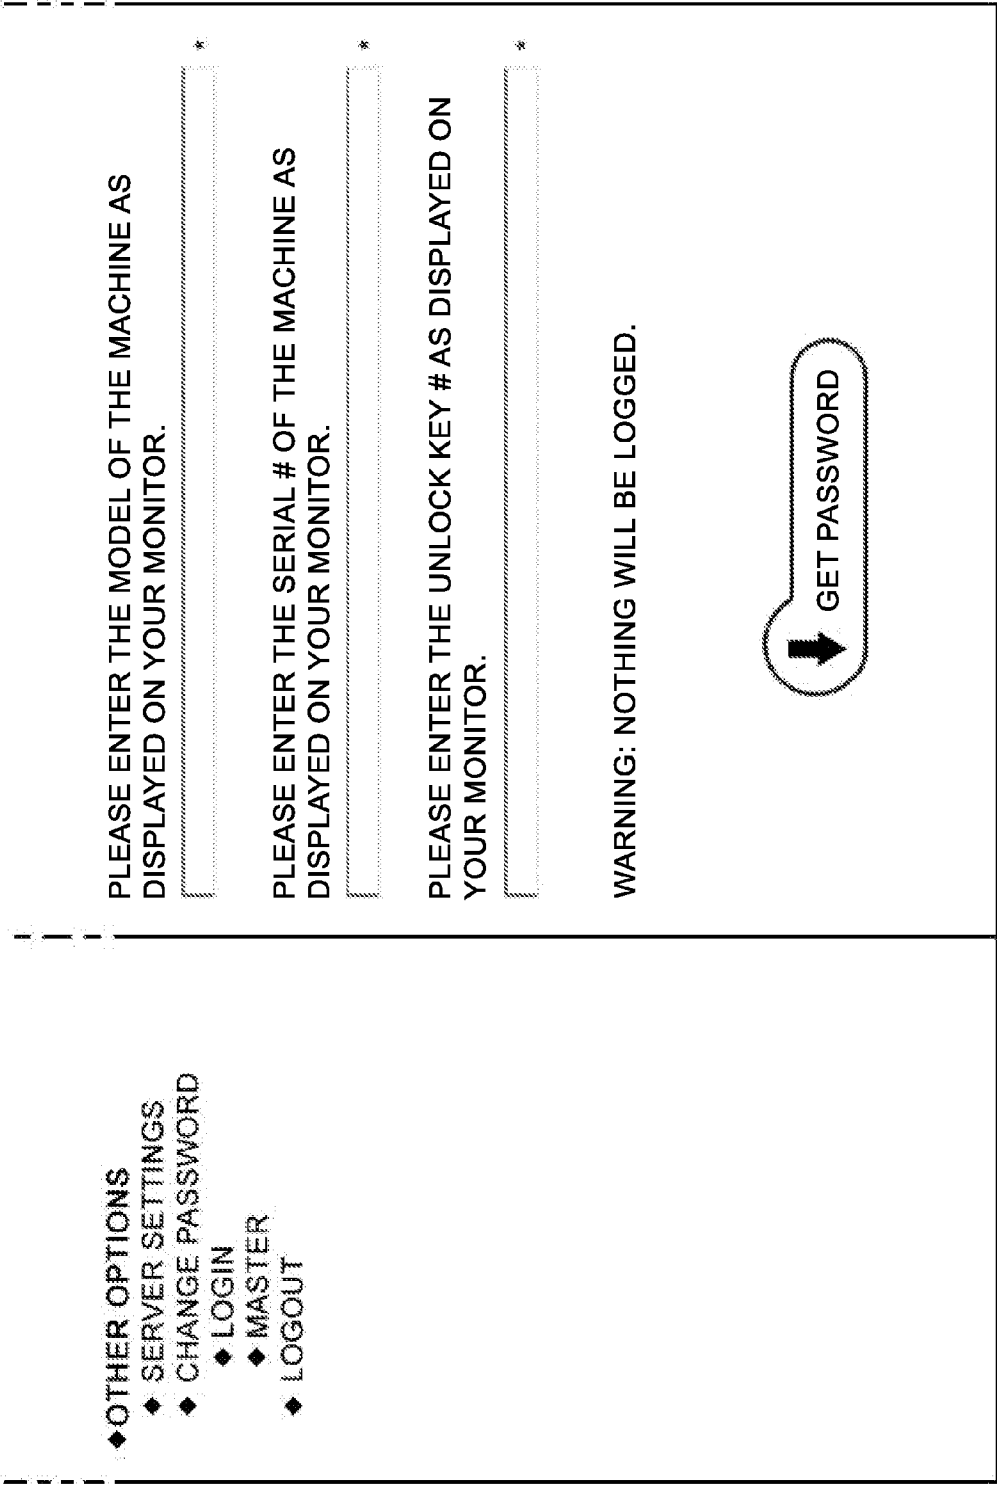 ◆OTHER OPTIONS
◆ SERVER SETTINGS
◆ CHANGE PASSWORD
◆ LOGIN
◆ MASTER
◆ LOGOUT
PLEASE ENTER THE MODEL OF THE MACHINE AS
DISPLAYED ON YOUR MONITOR.
*
PLEASE ENTER THE SERIAL # OF THE MACHINE AS
DISPLAYED ON YOUR MONITOR.
*
PLEASE ENTER THE UNLOCK KEY # AS DISPLAYED ON
YOUR MONITOR.
*
WARNING: NOTHING WILL BE LOGGED.
GET PASSWORD